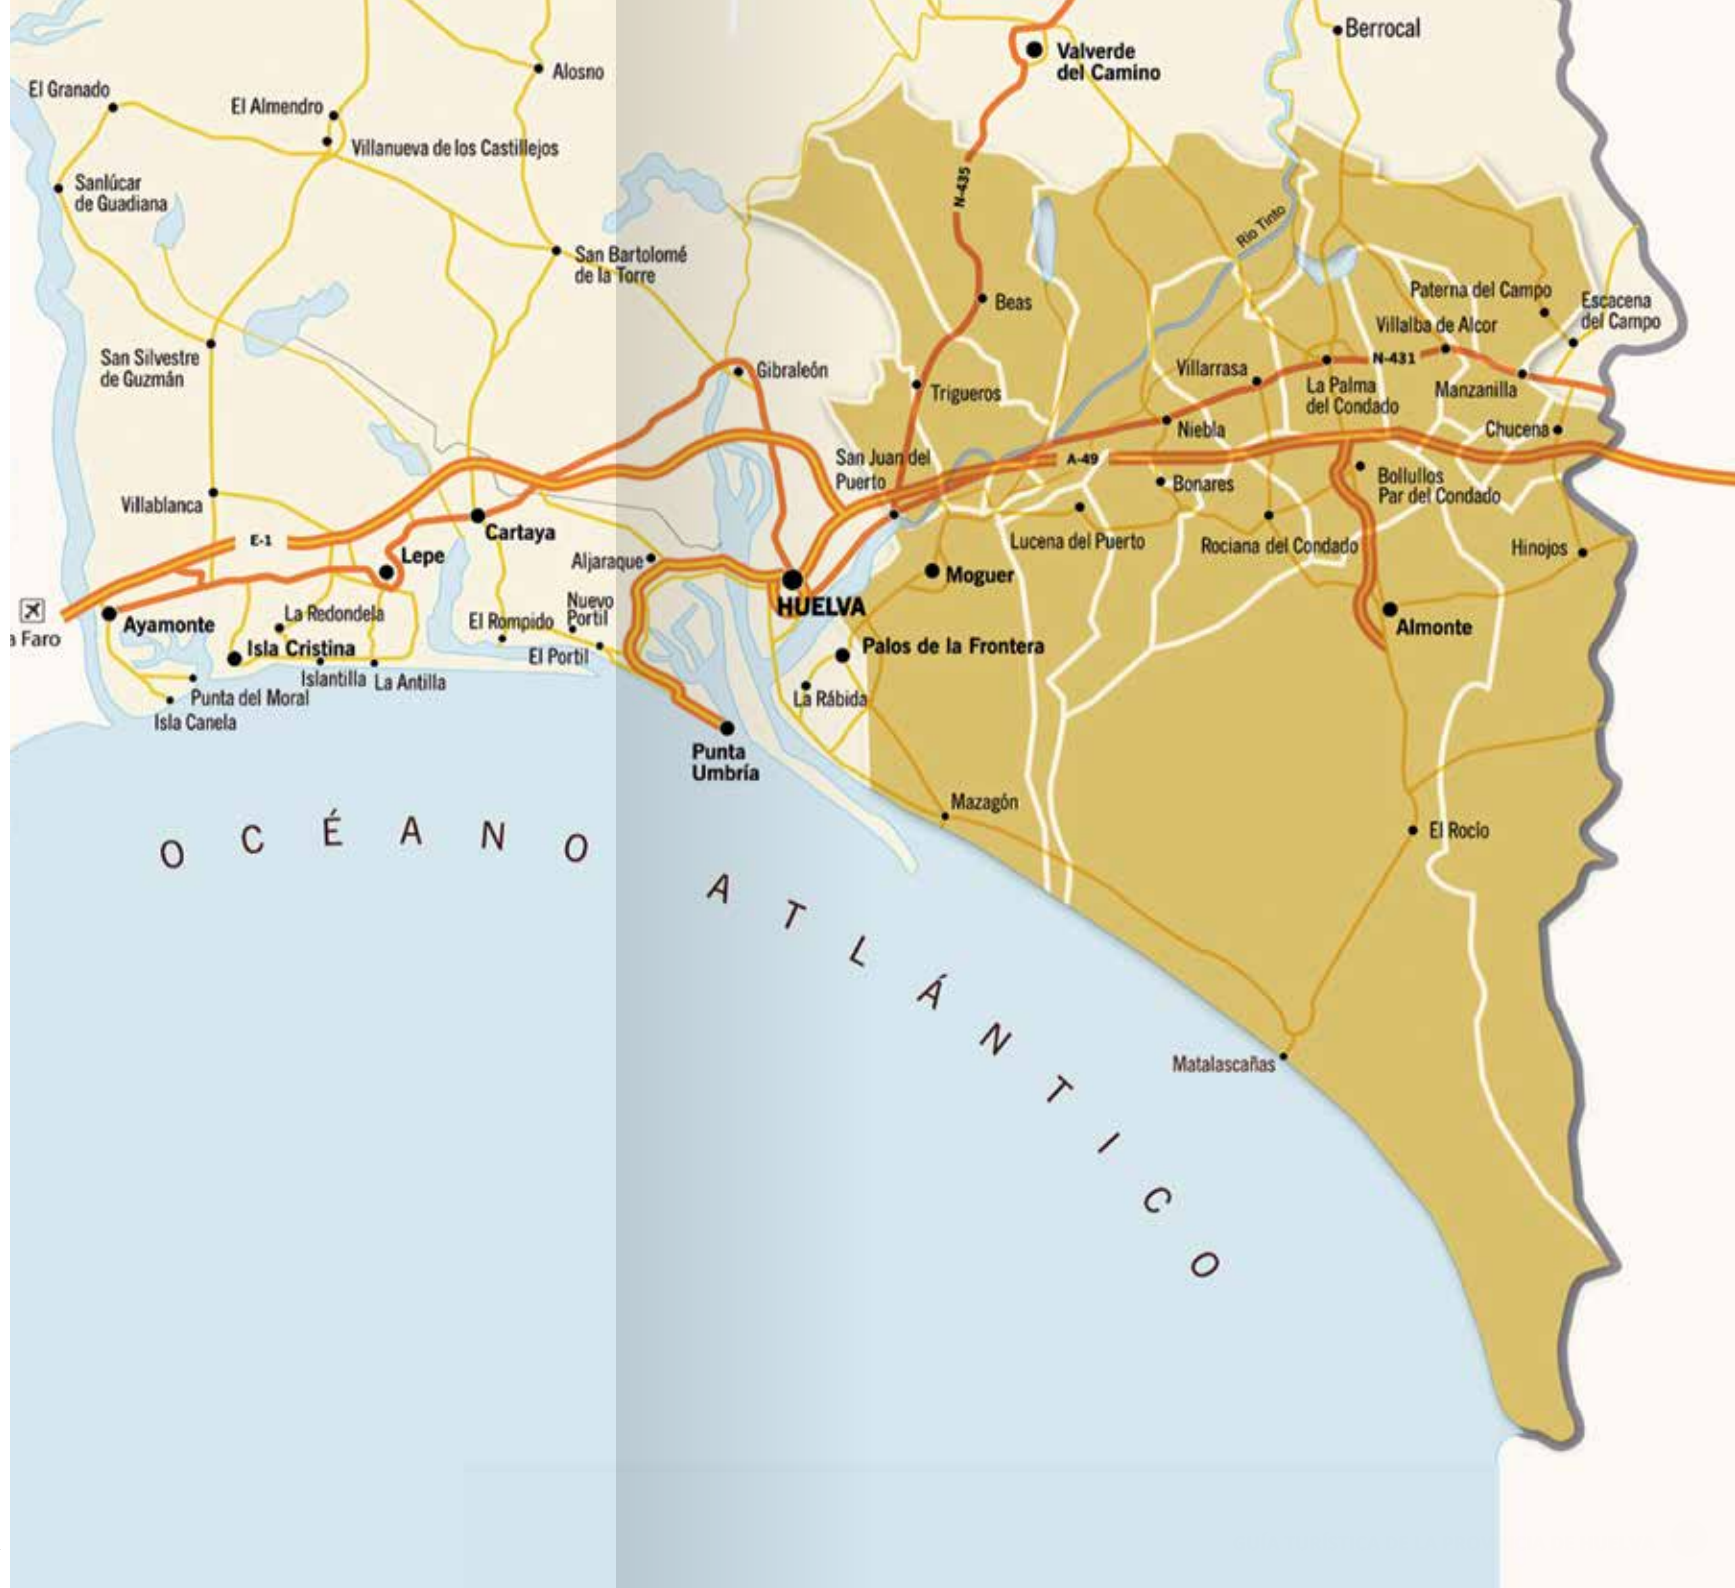 Berrocal
Valverde
del Camino
Alosno
El Granado
El Almendro
Villanueva de los Castillejos
Sanlúcar
de Guadiana
N-435
Río Tinto
San Bartolomé
de la Torre
Beas
Paterna del Campo
Escacena
del Campo
Villalba de Alcor
San Silvestre
de Guzmán
Gibraleón
Villarrasa
N-431
La Palma
del Condado
Manzanilla
Trigueros
Niebla
Chucena
San Juan del
Puerto
A-49
Bollullos
Par del Condado
Bonares
Villablanca
Cartaya
E-1
Lepe
Aljaraque
Lucena del Puerto
Rociana del Condado
Hinojos
Moguer
HUELVA
Nuevo
Portil
a Faro
Ayamonte
La Redondela
El Rompido
Almonte
Isla Cristina
El Portil
Palos de la Frontera
Islantilla
La Antilla
Punta del Moral
Isla Canela
La Rábida
Punta
Umbría
Mazagón
El Rocío
OCÉANO ATLÁNTICO
Matalascañas